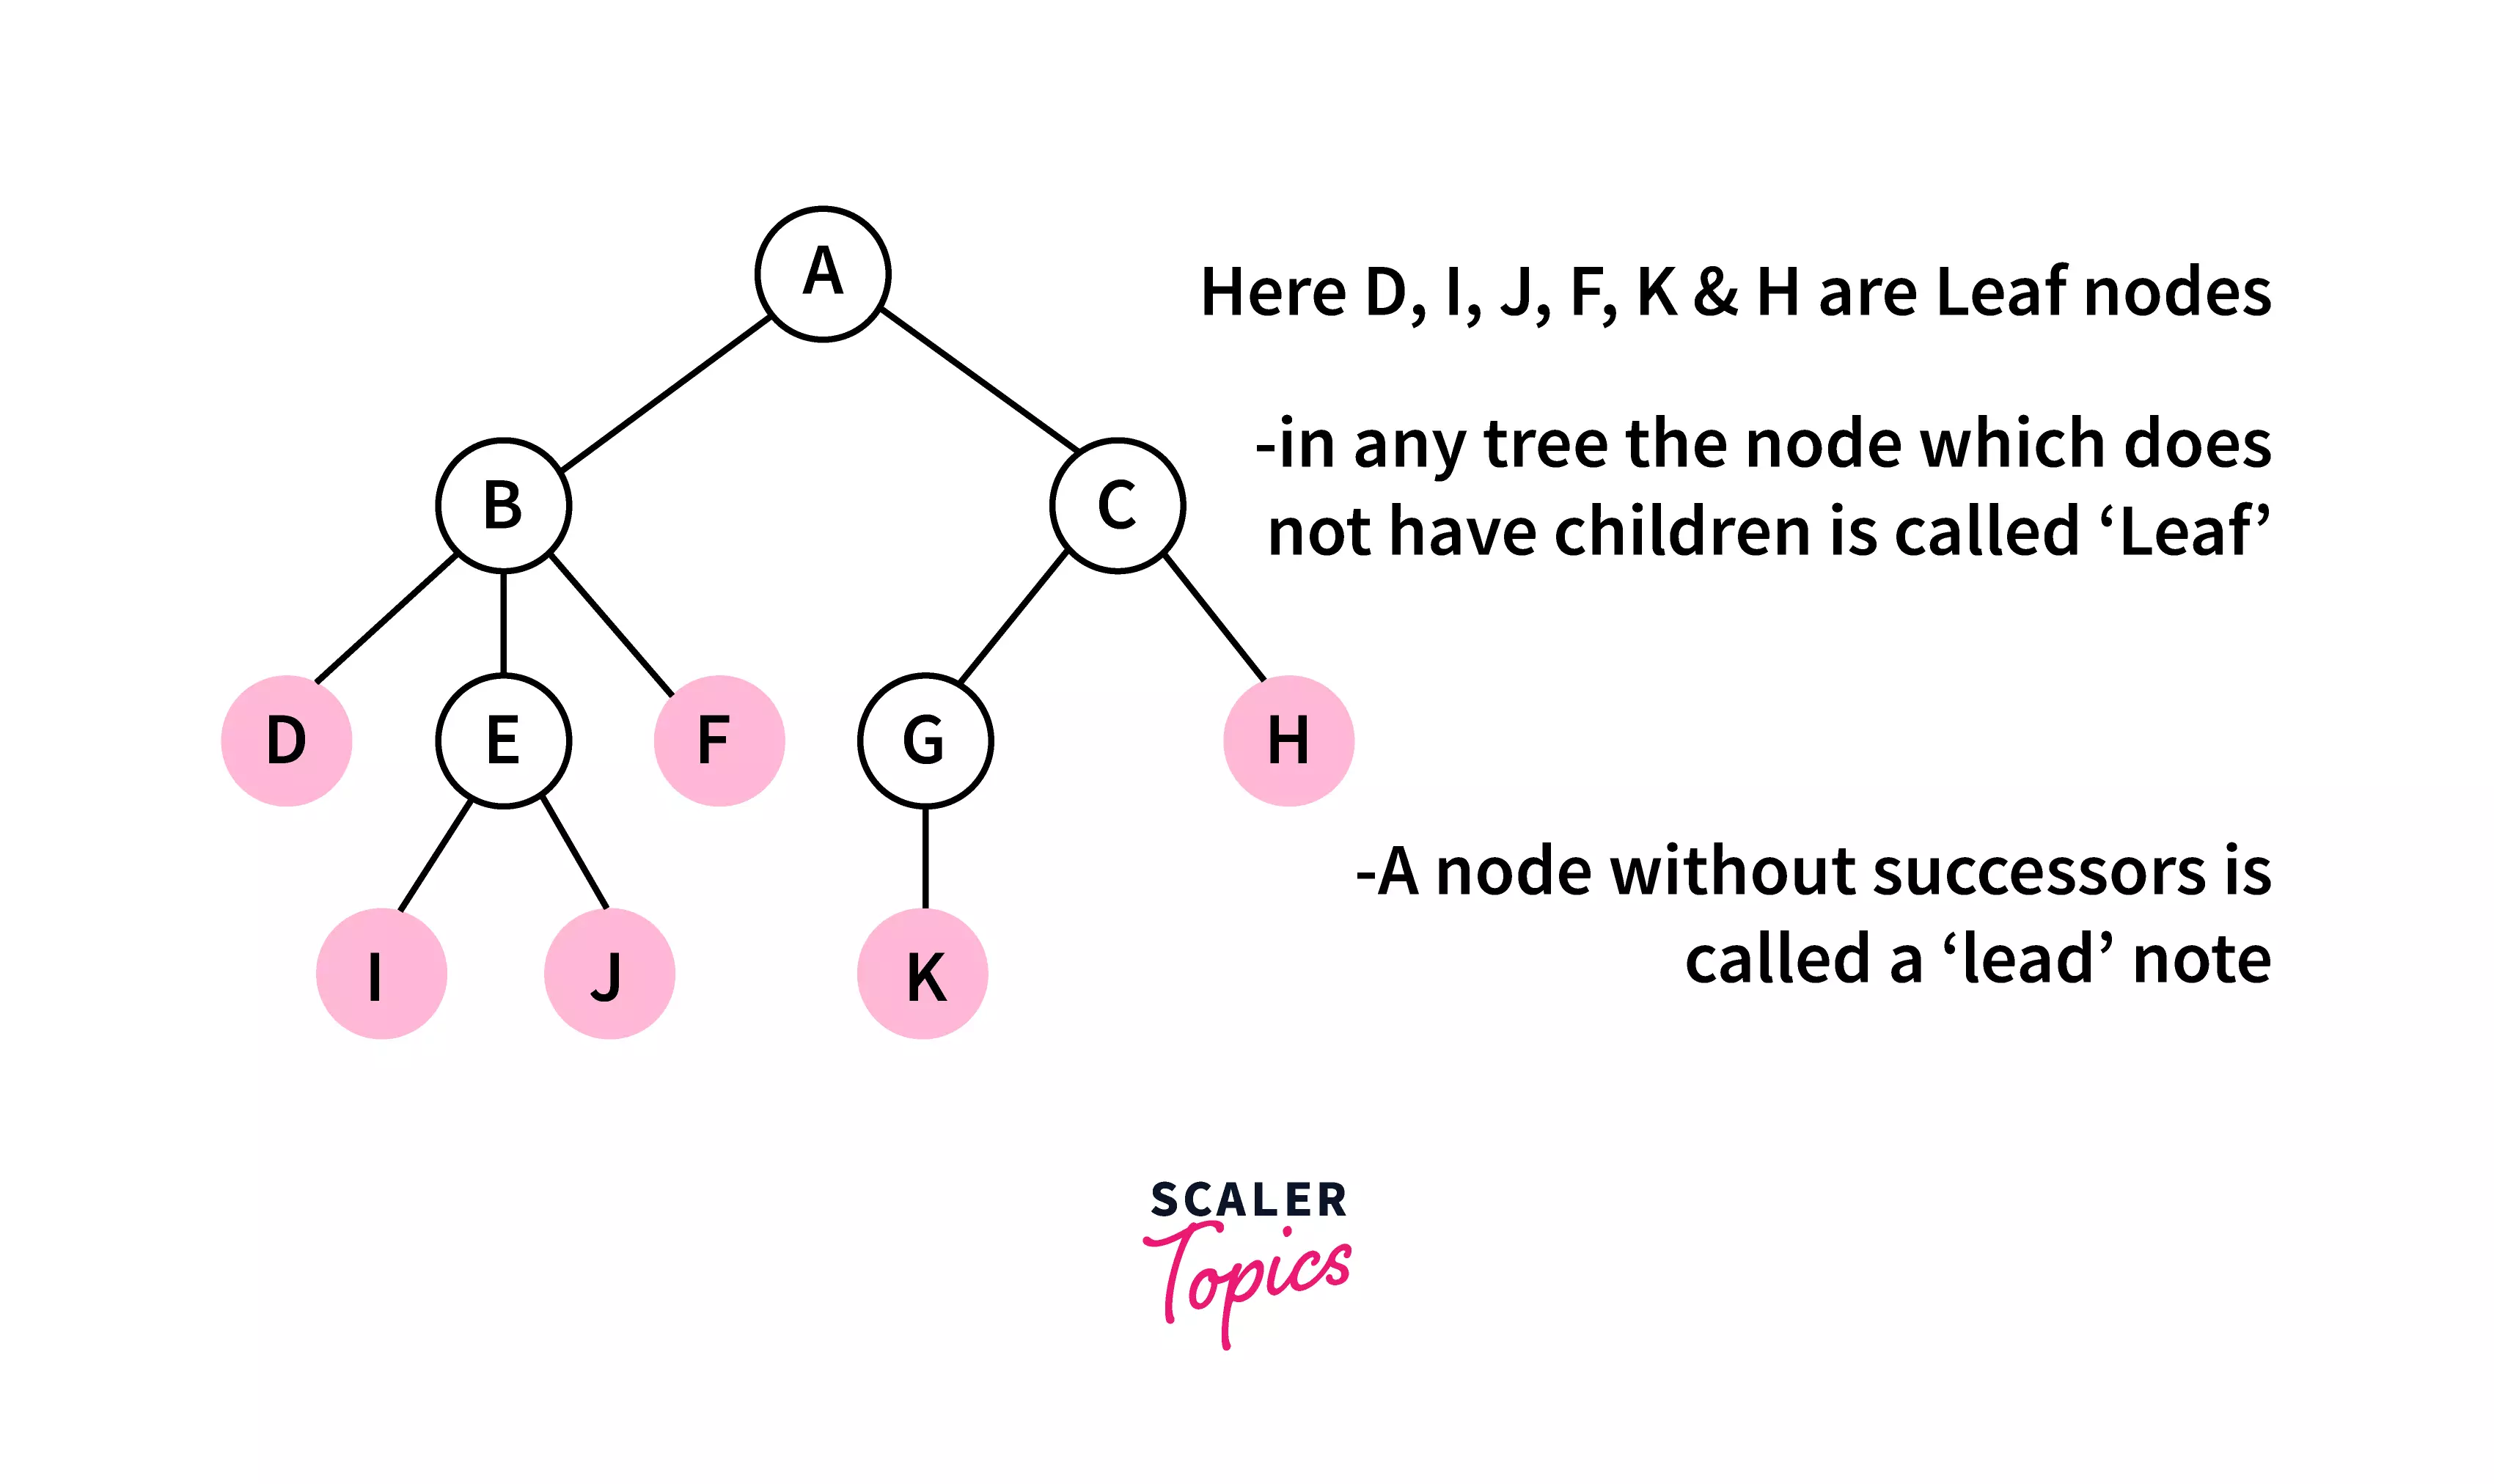 A
Here D, I, J, F, K & H are Leaf nodes
-in any tree the node which does
not have children is called ‘Leaf’
B
C
D
E
F
G
H
-A node without successors is
called a ‘lead’ note
I
J
K
SCALER
Topics